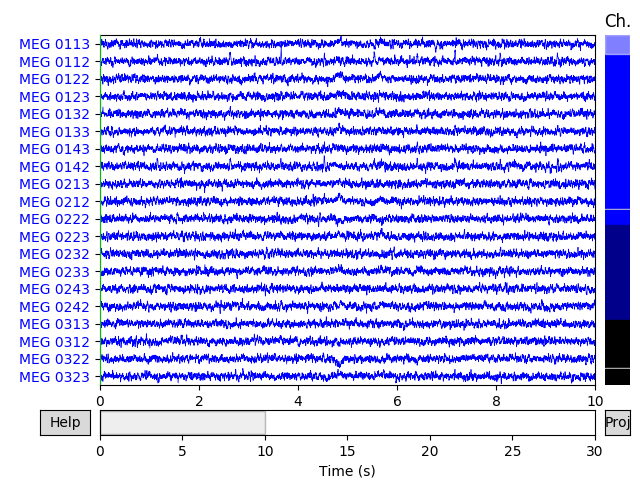 Ch.
MEG 0113
MEG 0112
MEG 0122
MEG 0123
MEG 0132
MEG 0133
MEG 0143
MEG 0142
MEG 0213
MEG 0212
MEG 0222
MEG 0223
MEG 0232
MEG 0233
MEG 0243
MEG 0242
MEG 0313
MEG 0312
MEG 0322
MEG 0323
0 2 4 6 8 10
Help Proj
0 5 10 15 20 25 30
Time (s)